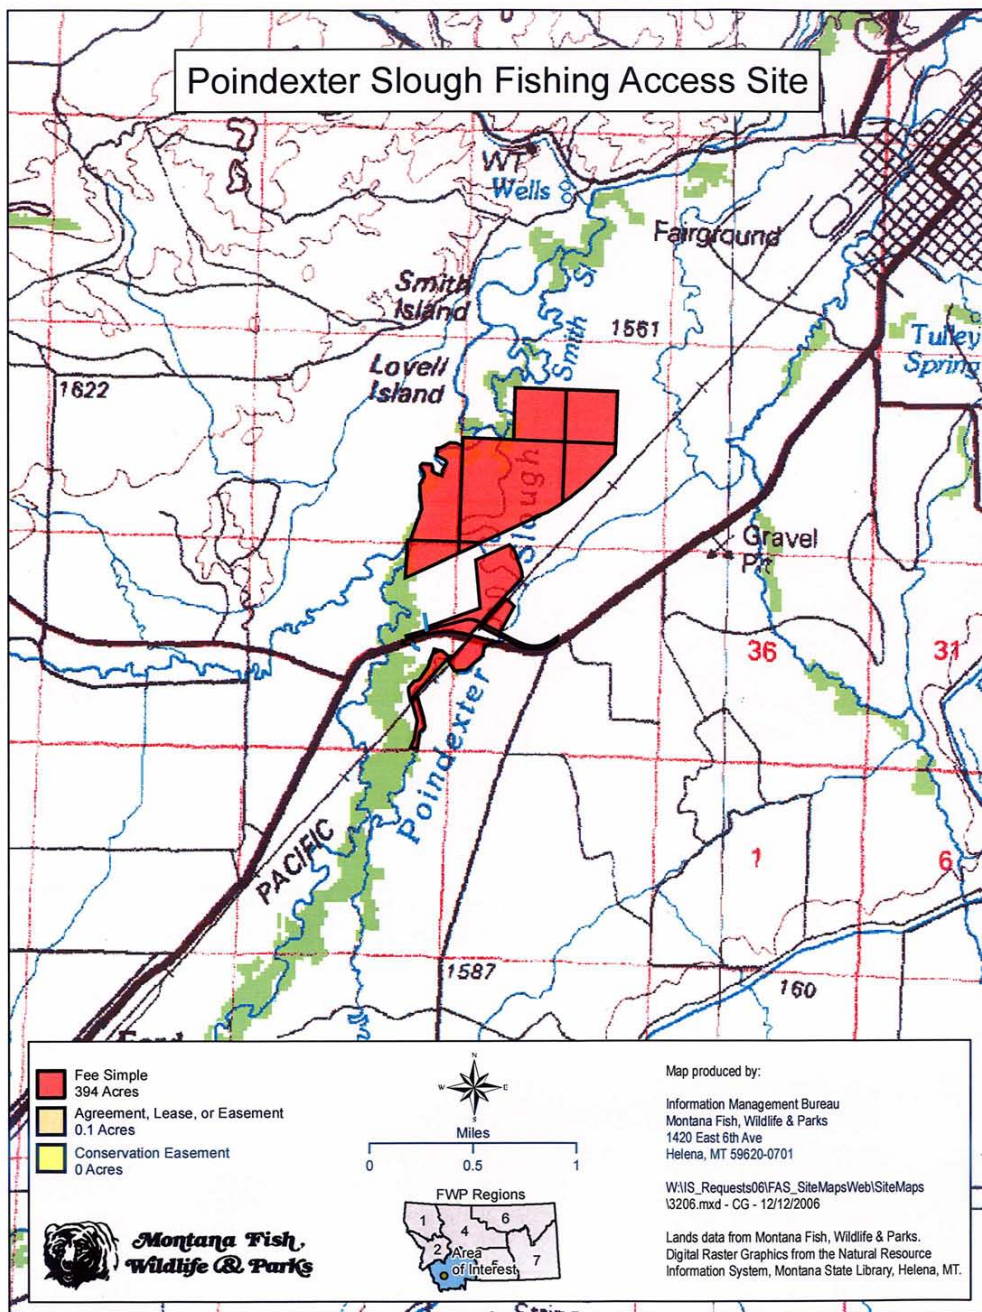 Poindexter Slough Fishing Access Site
WT
Wells
Fairground
Smith
Island
Smith Sl
1561
Tulley
Spring
Lovell
Island
1622
Slough
Gravel
Pit
36
31
Poindexter
PACIFIC
1
6
1587
160
Fee Simple
394 Acres
Agreement, Lease, or Easement
0.1 Acres
Conservation Easement
0 Acres
N
W E
S
Miles
0 0.5 1
FWP Regions
1 6
4
2 7
5
Area
of Interest
Montana Fish,
Wildlife & Parks
Map produced by:
Information Management Bureau
Montana Fish, Wildlife & Parks
1420 East 6th Ave
Helena, MT 59620-0701
W:\IS_Requests06\FAS_SiteMapsWeb\SiteMaps
\3206.mxd - CG - 12/12/2006
Lands data from Montana Fish, Wildlife & Parks.
Digital Raster Graphics from the Natural Resource
Information System, Montana State Library, Helena, MT.